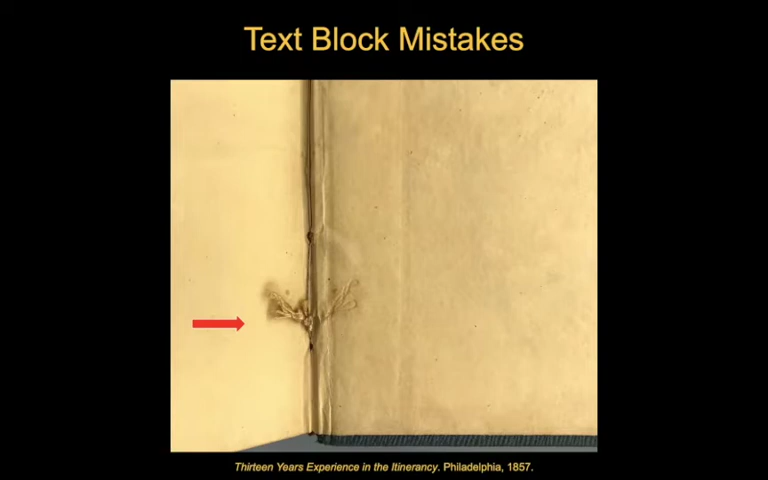 Text Block Mistakes
Thirteen Years Experience in the Itinerancy. Philadelphia, 1857.